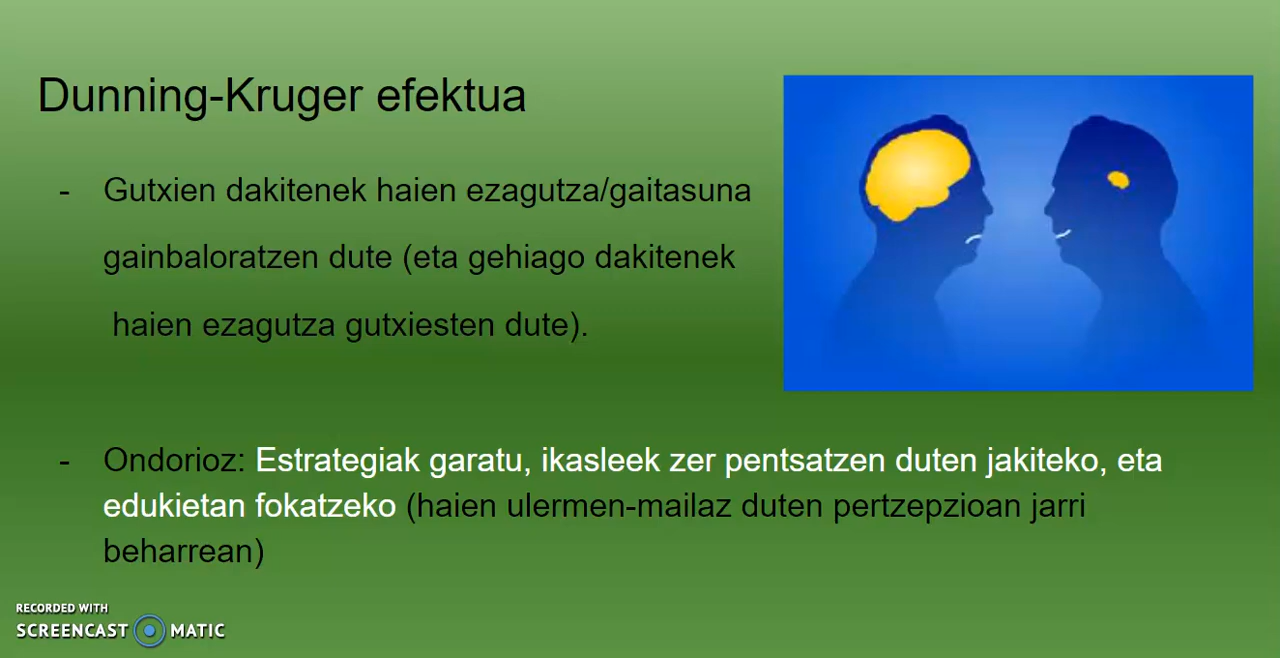 Dunning-Kruger efektua
- Gutxien dakitenek haien ezagutza/gaitasuna
gainbaloratzen dute (eta gehiago dakitenek
haien ezagutza gutxiesten dute).
- Ondorioz: Estrategiak garatu, ikasleek zer pentsatzen duten jakiteko, eta
edukietan fokatzeko (haien ulermen-mailaz duten pertzepzioan jarri
beharrean)
RECORDED WITH
SCREENCAST MATIC